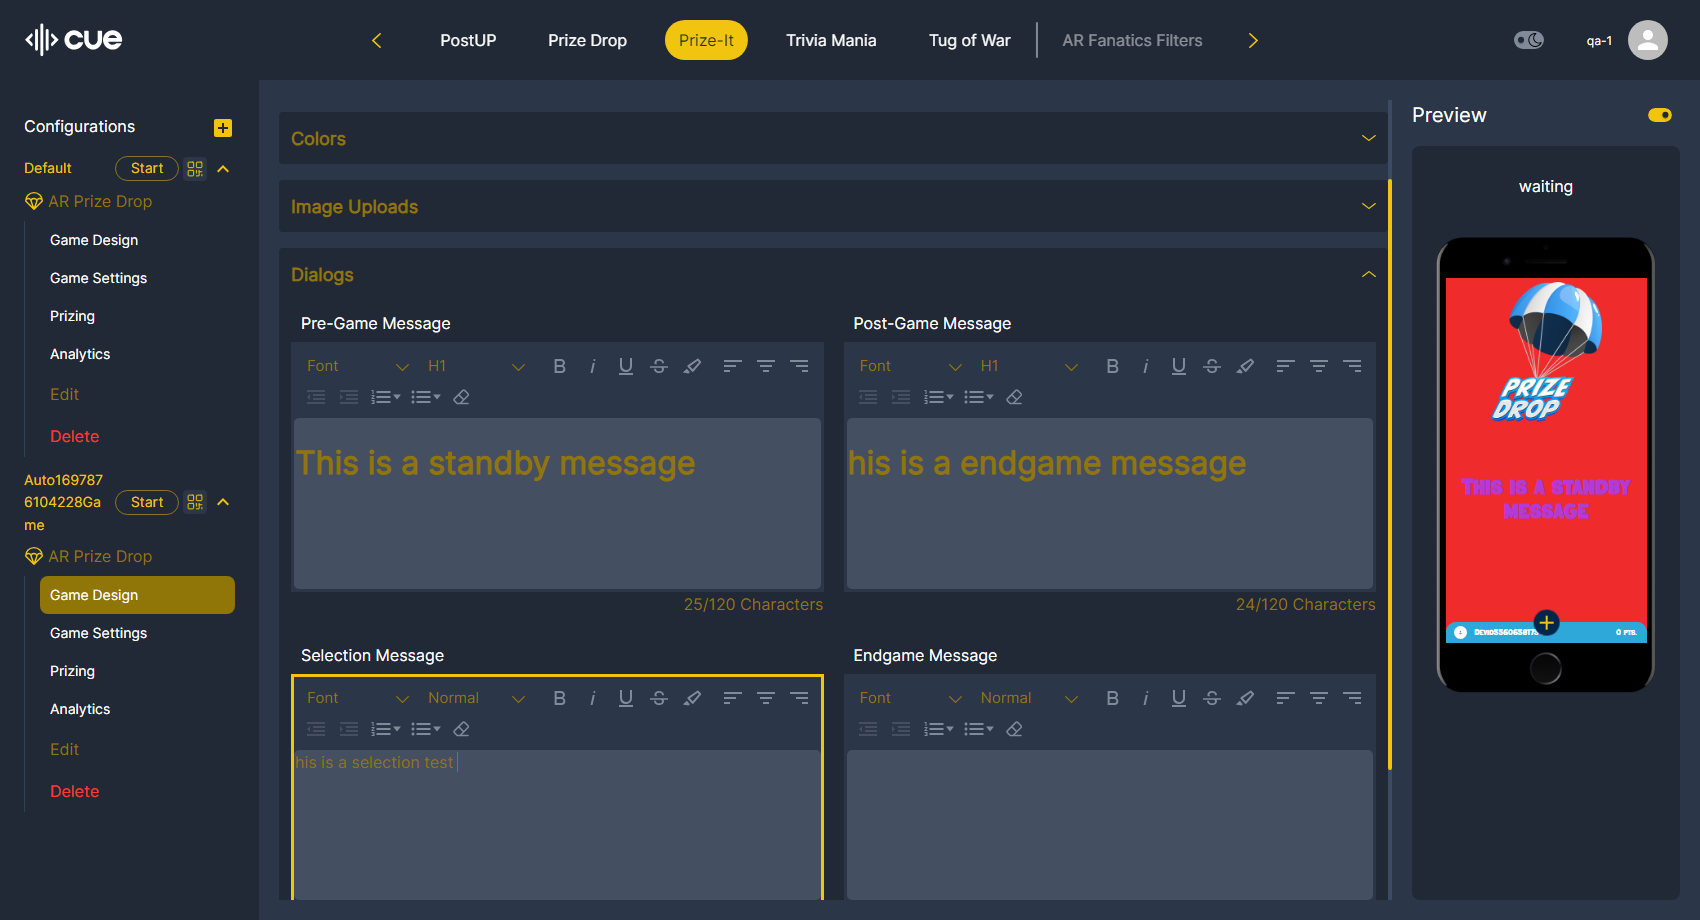 cue
PostUP
Prize Drop
Prize-It
Trivia Mania
Tug of War
AR Fanatics Filters
qa-1
Configurations
Default
Start
AR Prize Drop
Game Design
Game Settings
Prizing
Analytics
Edit
Delete
Auto169787
6104228Ga
me
Start
AR Prize Drop
Game Design
Game Settings
Prizing
Analytics
Edit
Delete
Colors
Image Uploads
Dialogs
Pre-Game Message
Font
H1
This is a standby message
25/120 Characters
Post-Game Message
Font
H1
his is a endgame message
24/120 Characters
Selection Message
Font
Normal
his is a selection test
Endgame Message
Font
Normal
Preview
waiting
PRIZE
DROP
This is a standby
message
0 PTS.